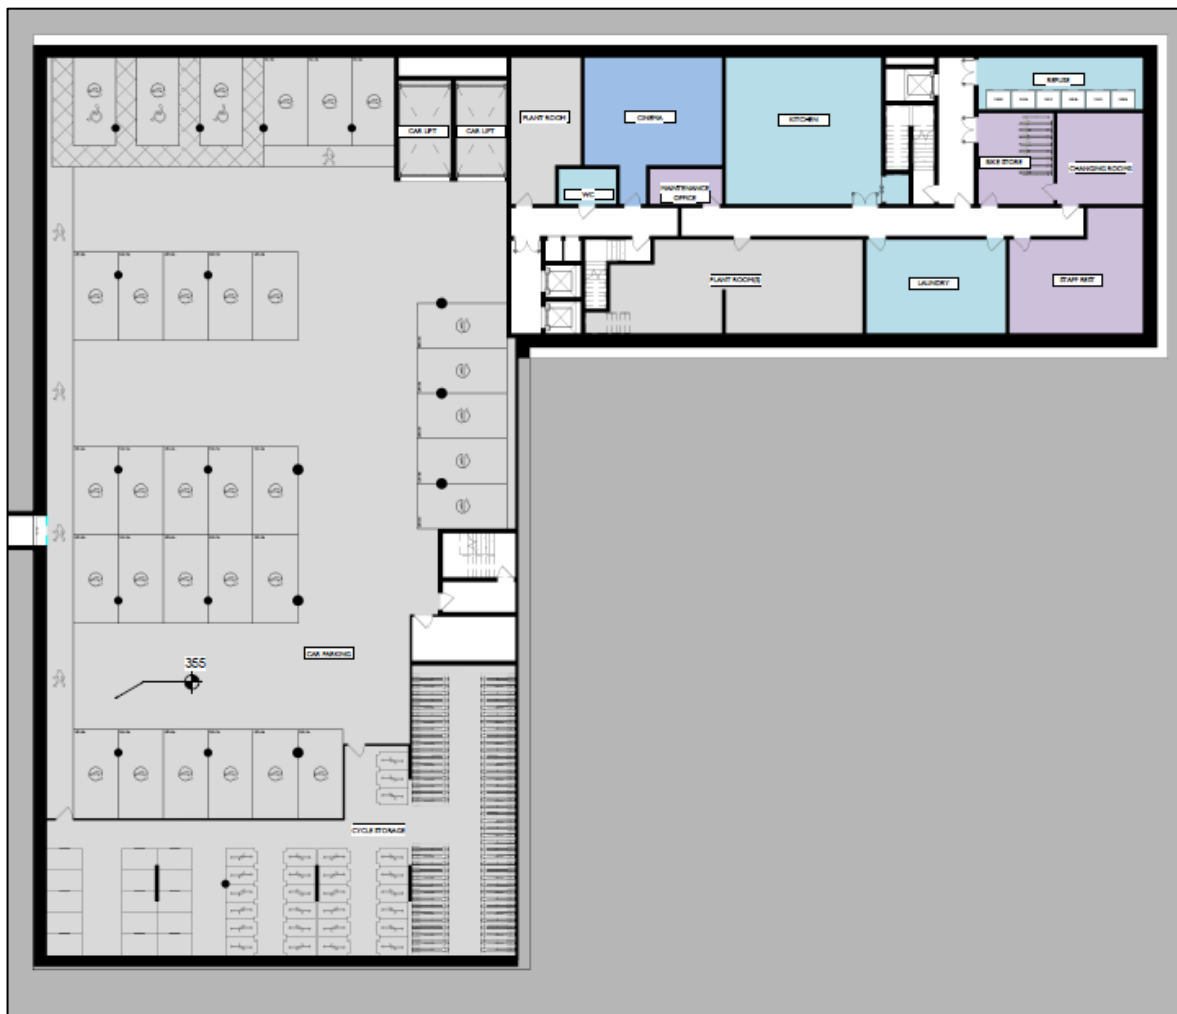 PLANT ROOM
CINEMA
KITCHEN
REFUSE
CAR LIFT
CAR LIFT
BIKE STORE
CHANGING ROOMS
WC
MAINTENANCE
OFFICE
PLANT ROOM(S)
LAUNDRY
STAFF REST
CAR PARKING
355
CYCLE STORAGE